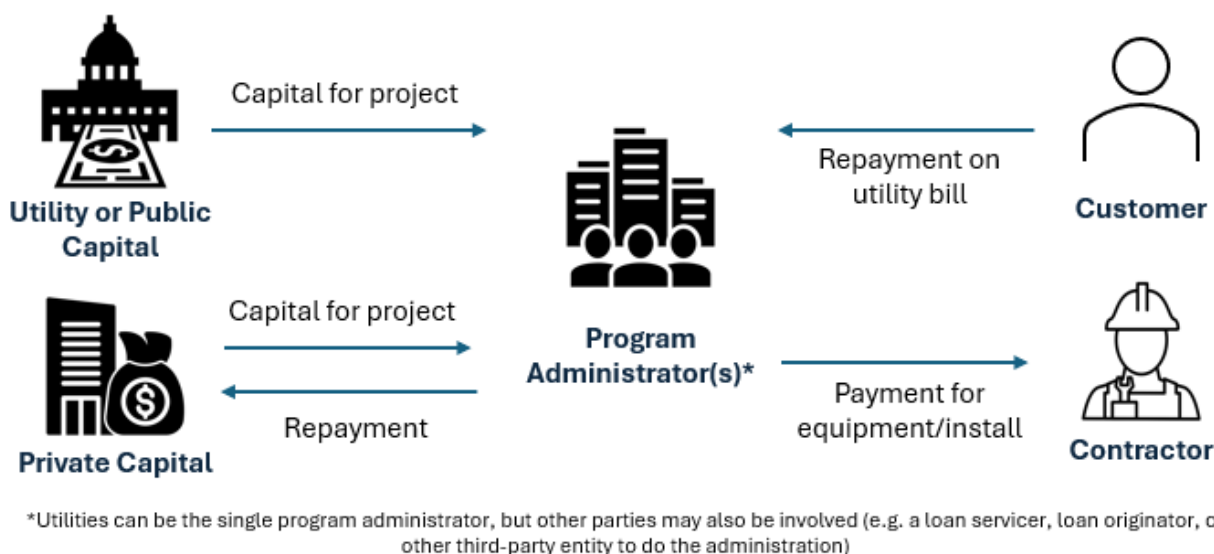 Capital for project
Utility or Public
Capital
Repayment on
utility bill
Customer
Capital for project
Repayment
Private Capital
Program
Administrator(s)*
Payment for
equipment/install
Contractor
*Utilities can be the single program administrator, but other parties may also be involved (e.g. a loan servicer, loan originator,
other third-party entity to do the administration)